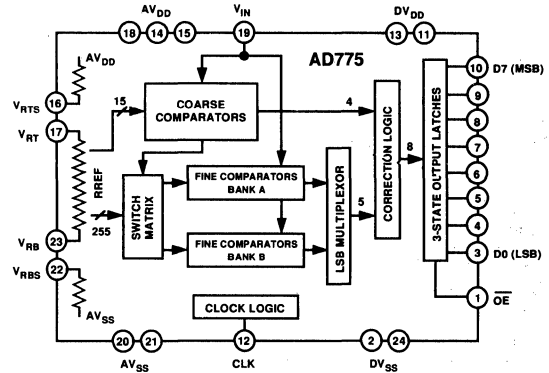 AVDD VIN DVDD
18 14 15 19 13 11
AVDD AD775
10 D7 (MSB)
VRTS 16
15 COARSE COMPARATORS 4
9
VRT 17
8
CORRECTION LOGIC
8
3-STATE OUTPUT LATCHES
7
RREF
FINE COMPARATORS BANK A
6
SWITCH MATRIX
LSB MULTIPLEXOR
5
5
255
4
VRB 23
FINE COMPARATORS BANK B
3 D0 (LSB)
VRBS 22
1 OE
CLOCK LOGIC
AVSS
20 21 12 2 24
AVSS CLK DVSS